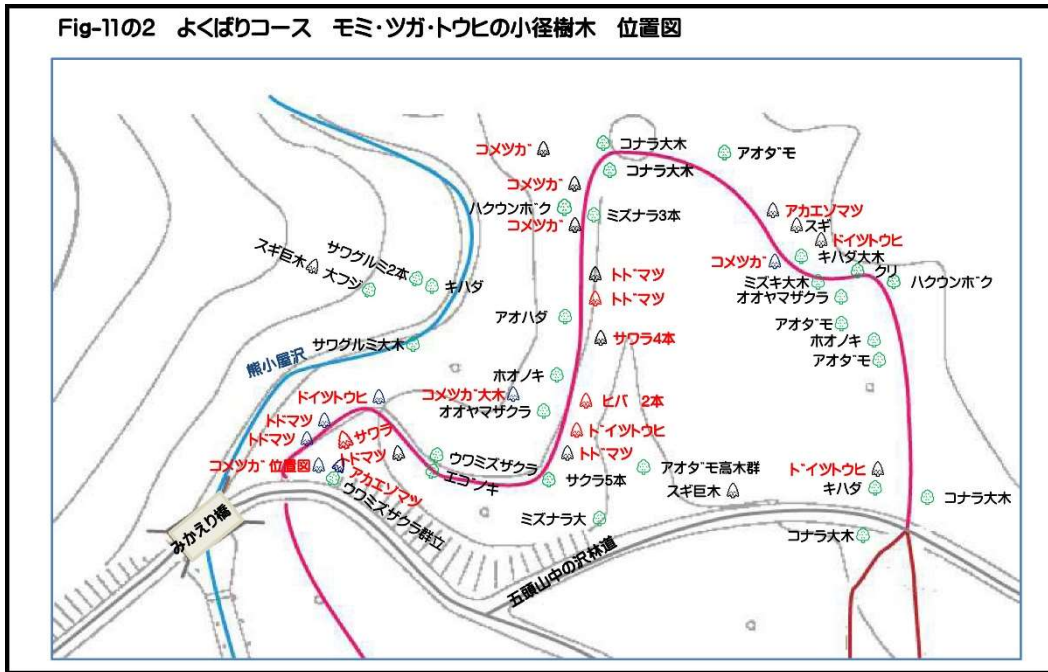 Fig-11の2 よくばりコース モミ・ツガ・トウヒの小径樹木 位置図
コメツガ
コナラ大木
アオダモ
コナラ大木
コメツガ
ハクウンボク
ミズナラ3本
コメツガ
アカエゾマツ
スギ
ドイツトウヒ
キハダ大木
コメツガ
クリ
ミズキ大木
ハクウンボク
オオヤマザクラ
スギ巨木
サワグルミ2本
大フジ
キハダ
トドマツ
トドマツ
アオハダ
サワラ4本
アオダモ
ホオノキ
アオダモ
サワグルミ大木
熊小屋沢
ホオノキ
ドイツトウヒ
コメツガ大木
オオヤマザクラ
ヒバ 2本
トドマツ
トドマツ
サワラ
ドイツトウヒ
コメツガ 位置図
トドマツ
アカエゾマツ
ウワミズザクラ
エゴノキ
トドマツ
サクラ5本
アオダモ高木群
スギ巨木
ドイツトウヒ
キハダ
コナラ大木
ウワミズザクラ群立
ミズナラ大
コナラ大木
みかえり橋
五頭山中の沢林道